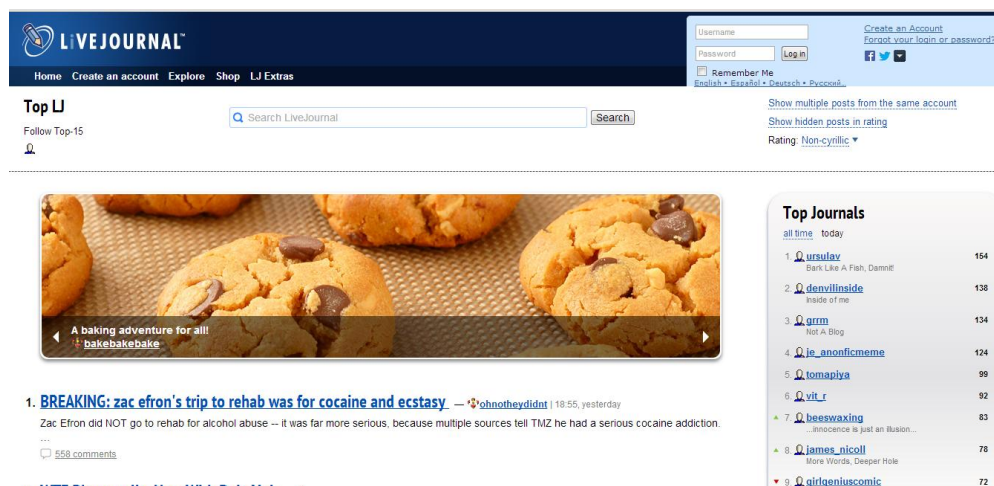 LiVEJOURNAL™
Username
Create an Account
Forgot your login or password?
Password
Log in
Remember Me
English • Español • Deutsch • Русский…
Home Create an account Explore Shop LJ Extras
Top LJ
Follow Top-15
Search LiveJournal
Search
Show multiple posts from the same account
Show hidden posts in rating
Rating: Non-cyrillic
A baking adventure for all!
bakebakebake
Top Journals
all time today
1. ursulav 154
Bark Like A Fish, Damnit!
2. denvilinside 138
Inside of me
3. grrm 134
Not A Blog
4. je_anonficmeme 124
5. tomapiya 99
6. vit_r 92
7. beeswaxing 83
...innocence is just an illusion...
8. james_nicoll 78
More Words, Deeper Hole
9. girlgeniuscomic 72
1. BREAKING: zac efron's trip to rehab was for cocaine and ecstasy — ohnotheydidnt | 18:55, yesterday
Zac Efron did NOT go to rehab for alcohol abuse -- it was far more serious, because multiple sources tell TMZ he had a serious cocaine addiction.
...
558 comments